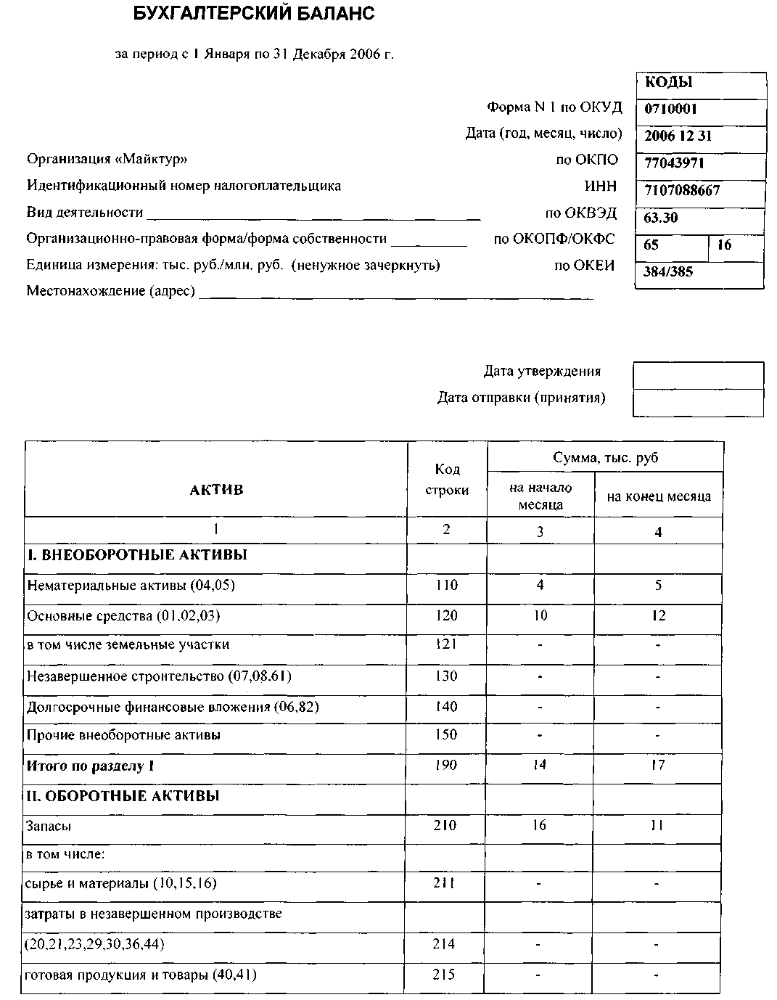 БУХГАЛТЕРСКИЙ БАЛАНС
за период с 1 Января по 31 Декабря 2006 г.
КОДЫ
Форма N 1 по ОКУД 0710001
Дата (год, месяц, число) 2006 12 31
Организация «Майктур» по ОКПО 77043971
Идентификационный номер налогоплательщика ИНН 7107088667
Вид деятельности по ОКВЭД 63.30
Организационно-правовая форма/форма собственности по ОКОПФ/ОКФС 65 16
Единица измерения: тыс. руб./млн. руб. (ненужное зачеркнуть) по ОКЕИ 384/385
Местонахождение (адрес)
Дата утверждения
Дата отправки (принятия)
АКТИВ Код строки Сумма, тыс. руб
на начало месяца на конец месяца
1 2 3 4
I. ВНЕОБОРОТНЫЕ АКТИВЫ
Нематериальные активы (04,05) 110 4 5
Основные средства (01,02,03) 120 10 12
в том числе земельные участки 121 - -
Незавершенное строительство (07,08,61) 130 - -
Долгосрочные финансовые вложения (06,82) 140 - -
Прочие внеоборотные активы 150 - -
Итого по разделу I 190 14 17
II. ОБОРОТНЫЕ АКТИВЫ
Запасы 210 16 11
в том числе:
сырье и материалы (10,15,16) 211 - -
затраты в незавершенном производстве
(20,21,23,29,30,36,44) 214 - -
готовая продукция и товары (40,41) 215 - -